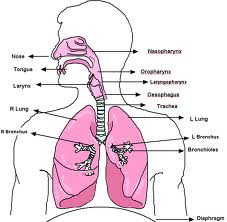 Nose
Nasopharynx
Tongue
Oropharynx
Laryngopharynx
Larynx
Oesophagus
Trachea
R Lung
L Lung
R Bronchus
L Bronchus
Bronchioles
Diaphragm